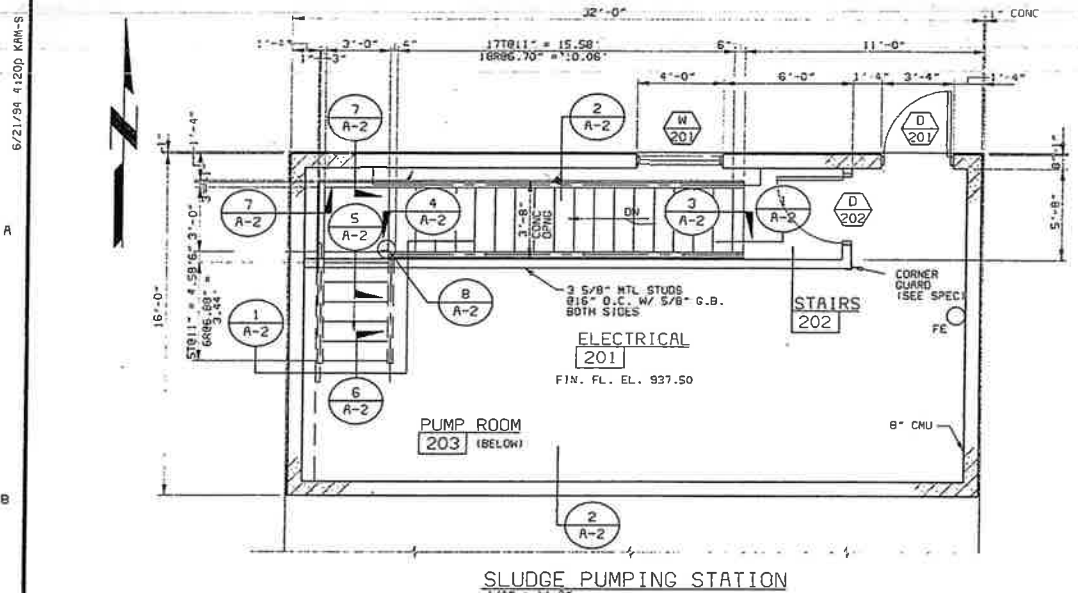 6/21/94 4:20p KAM-S
32'-0"
1" CONC
1'-4"
3'-0"
4"
17T@11" = 15.58'
6"
11'-0"
1"
3"
18R@6.70" = 10.06'
4'-0"
6'-0"
1'-4"
3'-4"
1'-4"
7
A-2
2
A-2
W
201
D
201
1"
1'-4"
8"
1"
A
7
A-2
5
A-2
4
A-2
3'-8"
CONC
OPNG
DN
3
A-2
A-2
D
202
5'-8"
3'-0"
6"
16'-0"
5T@11" = 4.58'
6R@6.88" =
3.44'
1
A-2
8
A-2
3 5/8" MTL STUDS
@16" O.C. W/ 5/8" G.B.
BOTH SIDES
STAIRS
202
CORNER
GUARD
(SEE SPEC)
FE
ELECTRICAL
201
FIN. FL. EL. 937.50
6
A-2
PUMP ROOM
203 (BELOW)
8" CMU
B
2
A-2
SLUDGE PUMPING STATION